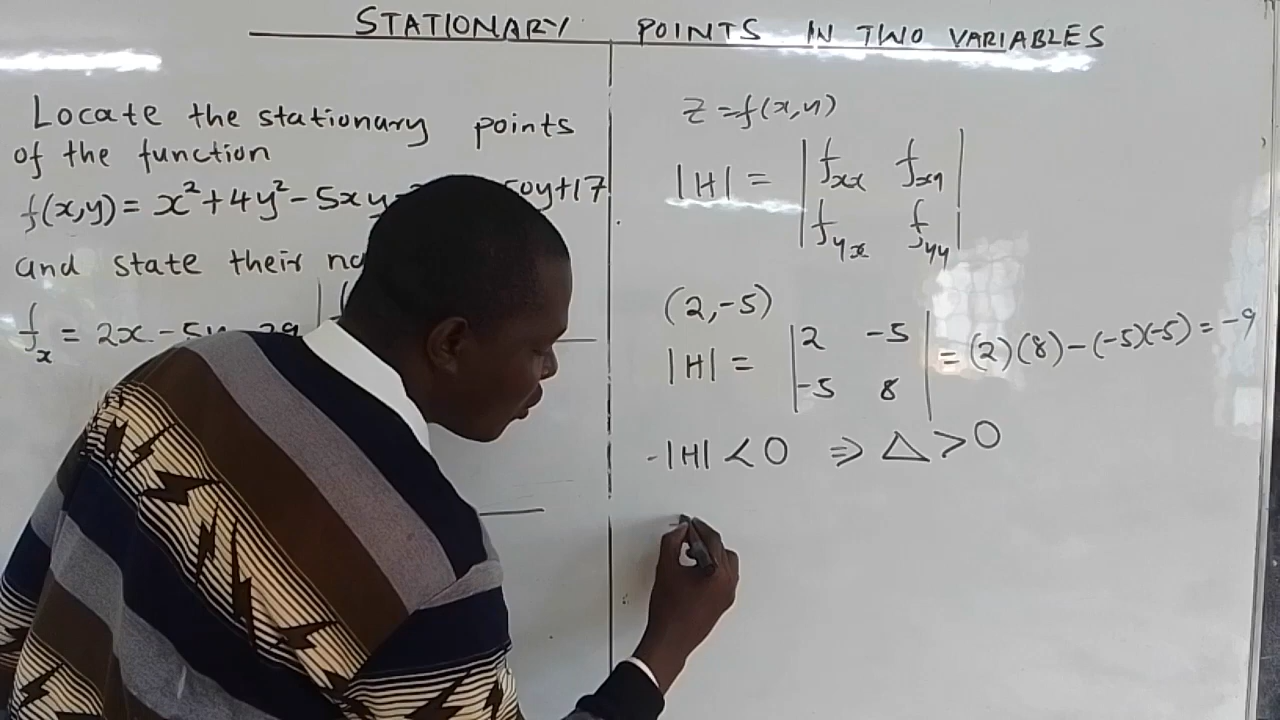 STATIONARY POINTS IN TWO VARIABLES
Locate the stationary points
of the function
f(x,y) = x² + 4y² - 5xy 50y+17
and state their
f_x = 2x - 5y - 29
z = f(x,y)
|H| = | f_xx f_xy |
| f_yx f_yy |
(2,-5)
|H| = | 2 -5 | = (2)(8) - (-5)(-5) = -9
| -5 8 |
-|H| < 0 ⇒ △ > 0